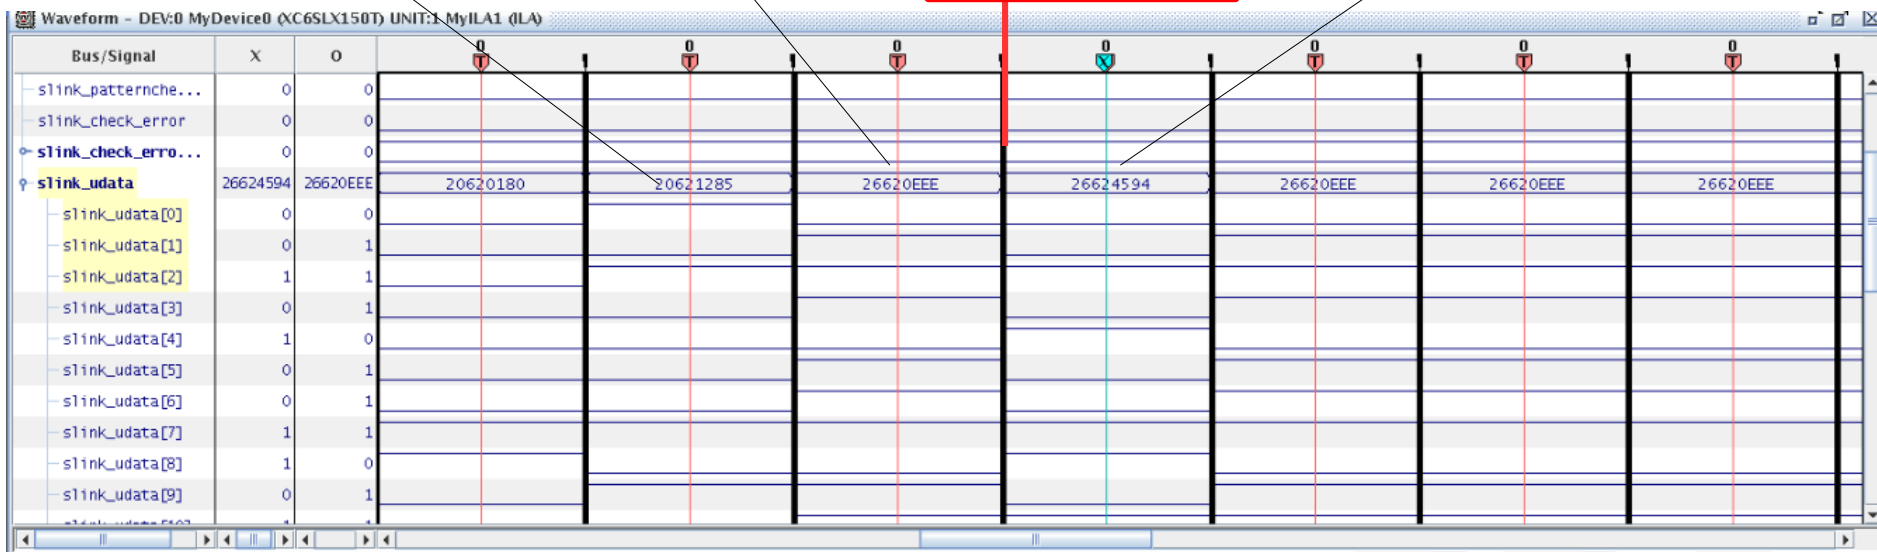 Waveform - DEV:0 MyDevice0 (XC6SLX150T) UNIT:1 MyILA1 (ILA)
Bus/Signal X O 0 0 0 0 0 0 0
T T T X T T T
slink_patternche... 0 0
slink_check_error 0 0
slink_check_erro... 0 0
slink_udata 26624594 26620EEE 20620180 20621285 26620EEE 26624594 26620EEE 26620EEE 26620EEE
slink_udata[0] 0 0
slink_udata[1] 0 1
slink_udata[2] 1 1
slink_udata[3] 0 1
slink_udata[4] 1 0
slink_udata[5] 0 1
slink_udata[6] 0 1
slink_udata[7] 1 1
slink_udata[8] 1 0
slink_udata[9] 0 1